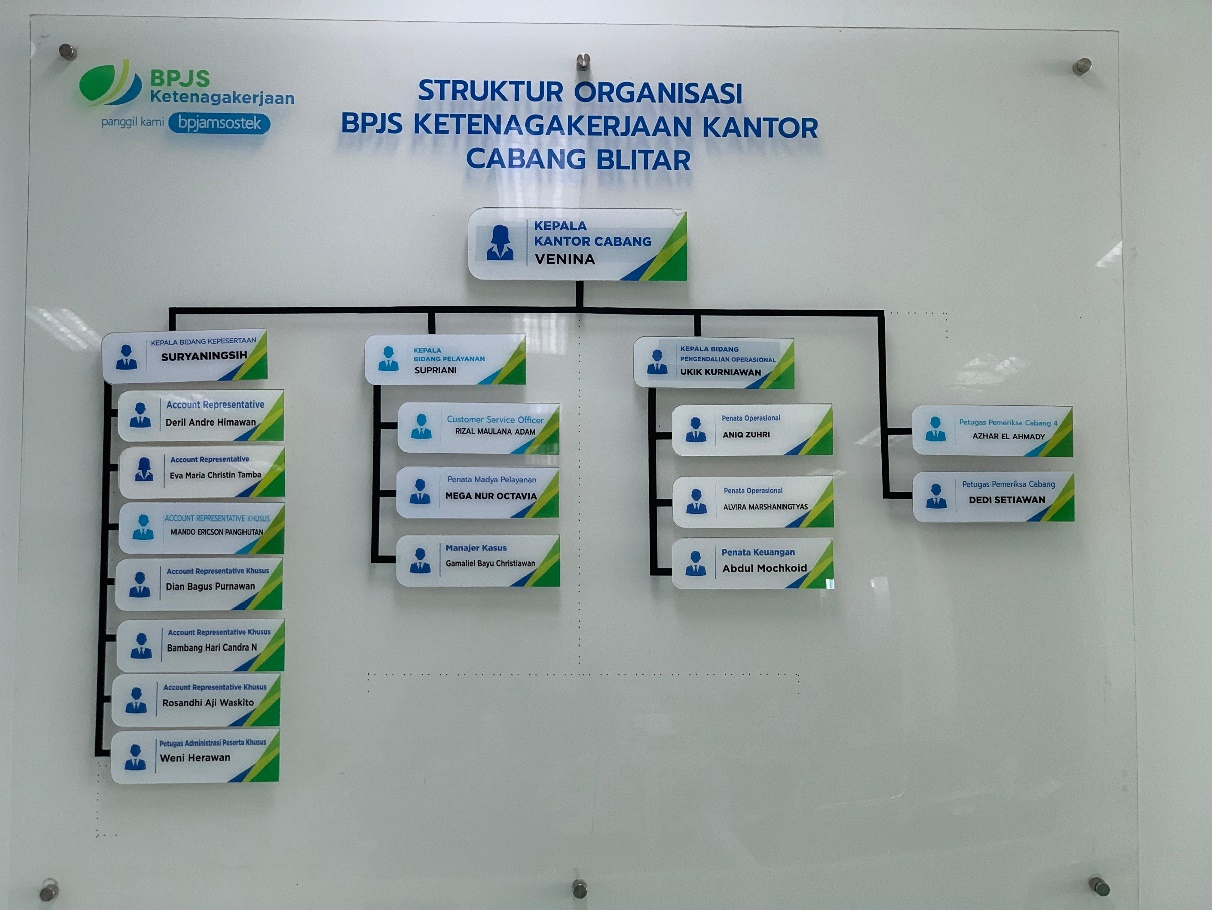 BPJS
Ketenagakerjaan
panggil kami bpjamsostek
STRUKTUR ORGANISASI
BPJS KETENAGAKERJAAN KANTOR
CABANG BLITAR
KEPALA
KANTOR CABANG
VENINA
KEPALA BIDANG KEPESERTAAN
SURYANINGSIH
Account Representative
Deril Andre Himawan
Account Representative
Eva Maria Christin Tamba
ACCOUNT REPRESENTATIVE KHUSUS
MIANDO ERICSON PANGIHUTAN
Account Representative Khusus
Dian Bagus Purnawan
Account Representative Khusus
Bambang Hari Candra N
Account Representative Khusus
Rosandhi Aji Waskito
Petugas Administrasi Peserta Khusus
Weni Herawan
KEPALA
BIDANG PELAYANAN
SUPRIANI
Customer Service Officer
RIZAL MAULANA ADAM
Penata Madya Pelayanan
MEGA NUR OCTAVIA
Manajer Kasus
Gamaliel Bayu Christiawan
KEPALA BIDANG
PENGENDALIAN OPERASIONAL
UKIK KURNIAWAN
Penata Operasional
ANIQ ZUHRI
Penata Operasional
ALVIRA MARSHANINGTYAS
Penata Keuangan
Abdul Mochkoid
Petugas Pemeriksa Cabang 4
AZHAR EL AHMADY
Petugas Pemeriksa Cabang
DEDI SETIAWAN